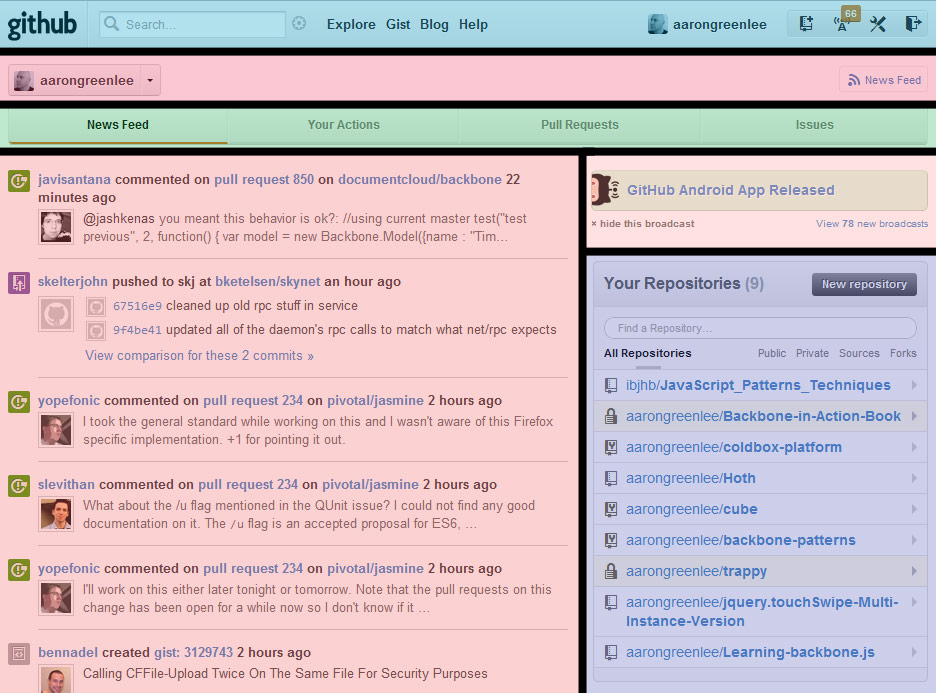 github
Search...
Explore Gist Blog Help
aarongreenlee
66
aarongreenlee
News Feed
News Feed
Your Actions
Pull Requests
Issues
javisantana commented on pull request 850 on documentcloud/backbone 22
minutes ago
@jashkenas you meant this behavior is ok?: //using current master test("test
previous", 2, function() { var model = new Backbone.Model({name : "Tim...
skelterjohn pushed to skj at bketelsen/skynet an hour ago
67516e9 cleaned up old rpc stuff in service
9f4be41 updated all of the daemon's rpc calls to match what net/rpc expects
View comparison for these 2 commits »
yopefonic commented on pull request 234 on pivotal/jasmine 2 hours ago
I took the general standard while working on this and I wasn't aware of this Firefox
specific implementation. +1 for pointing it out.
slevithan commented on pull request 234 on pivotal/jasmine 2 hours ago
What about the /u flag mentioned in the QUnit issue? I could not find any good
documentation on it. The /u flag is an accepted proposal for ES6, ...
yopefonic commented on pull request 234 on pivotal/jasmine 2 hours ago
I'll work on this either later tonight or tomorrow. Note that the pull requests on this
change has been open for a while now so I don't know if it ...
bennadel created gist: 3129743 2 hours ago
Calling CFFile-Upload Twice On The Same File For Security Purposes
GitHub Android App Released
× hide this broadcast
View 78 new broadcasts
Your Repositories (9)
New repository
Find a Repository...
All Repositories
Public Private Sources Forks
ibjhb/JavaScript_Patterns_Techniques
aarongreenlee/Backbone-in-Action-Book
aarongreenlee/coldbox-platform
aarongreenlee/Hoth
aarongreenlee/cube
aarongreenlee/backbone-patterns
aarongreenlee/trappy
aarongreenlee/jquery.touchSwipe-Multi-
Instance-Version
aarongreenlee/Learning-backbone.js